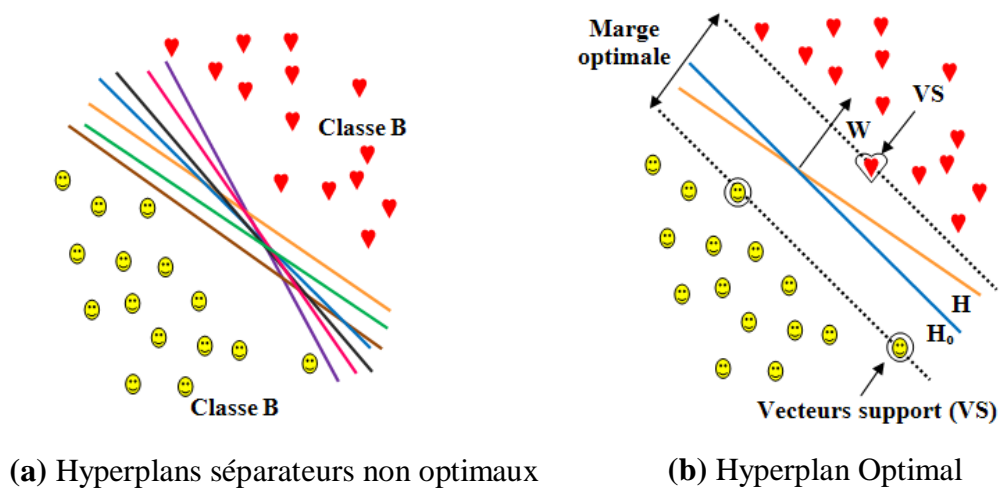 Classe B
Classe B
(a) Hyperplans séparateurs non optimaux
Marge
optimale
VS
W
H
H₀
Vecteurs support (VS)
(b) Hyperplan Optimal